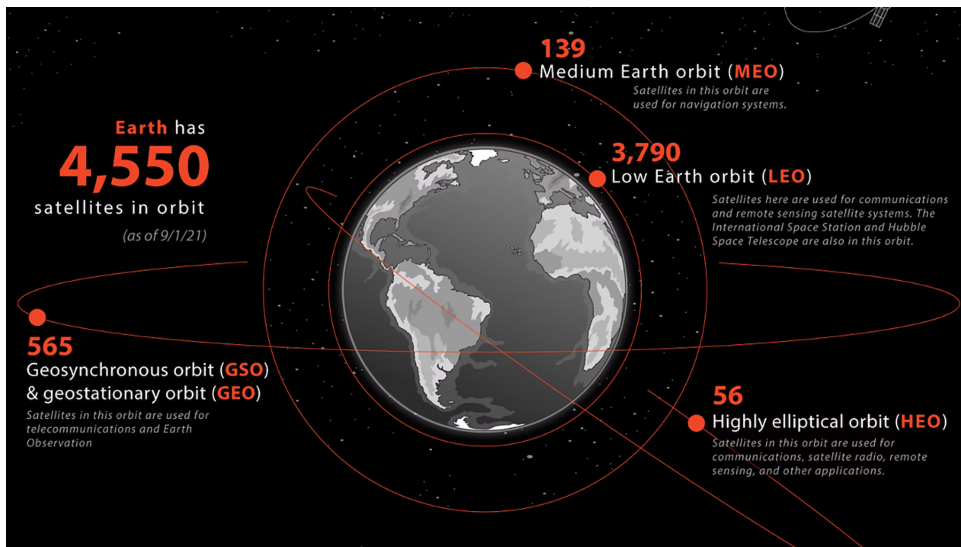 139
Medium Earth orbit (MEO)
Satellites in this orbit are
used for navigation systems.
Earth has
4,550
satellites in orbit
(as of 9/1/21)
3,790
Low Earth orbit (LEO)
Satellites here are used for communications
and remote sensing satellite systems. The
International Space Station and Hubble
Space Telescope are also in this orbit.
565
Geosynchronous orbit (GSO)
& geostationary orbit (GEO)
Satellites in this orbit are used for
telecommunications and Earth
Observation
56
Highly elliptical orbit (HEO)
Satellites in this orbit are used for
communications, satellite radio, remote
sensing, and other applications.